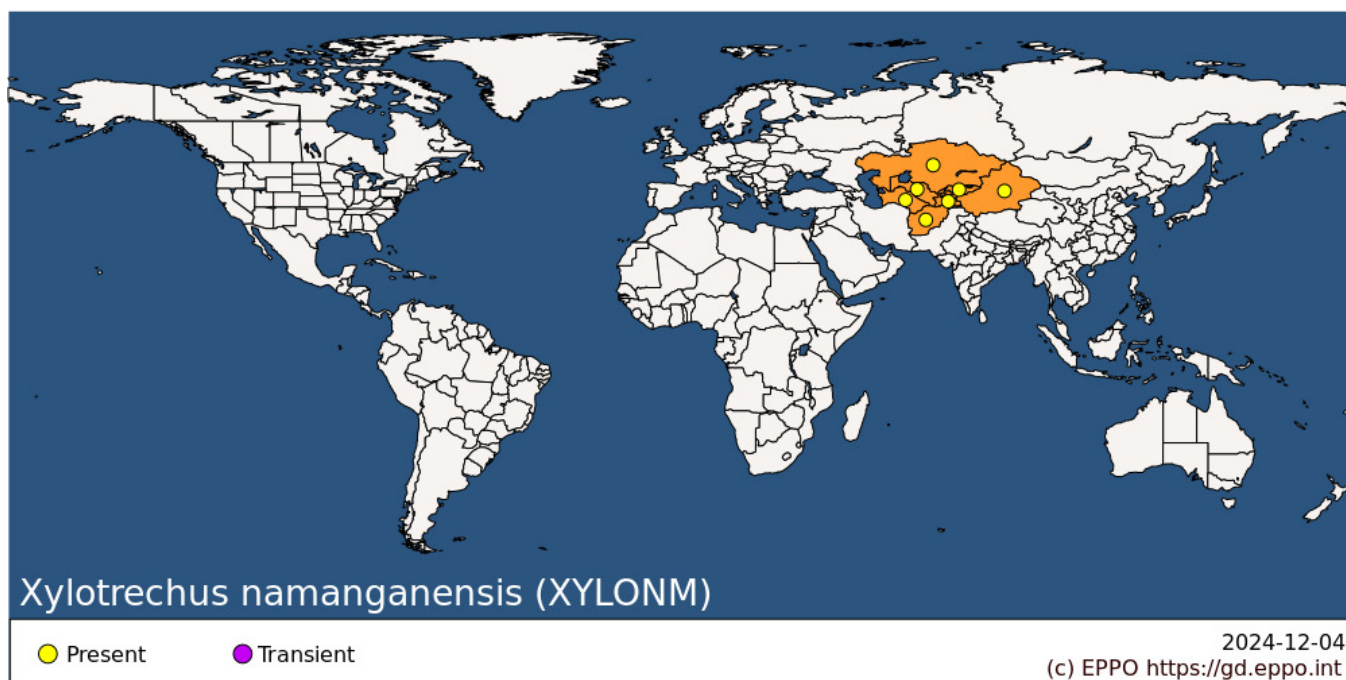 Xylotrechus namanganensis (XYLONM)
Present
Transient
2024-12-04
(c) EPPO https://gd.eppo.int